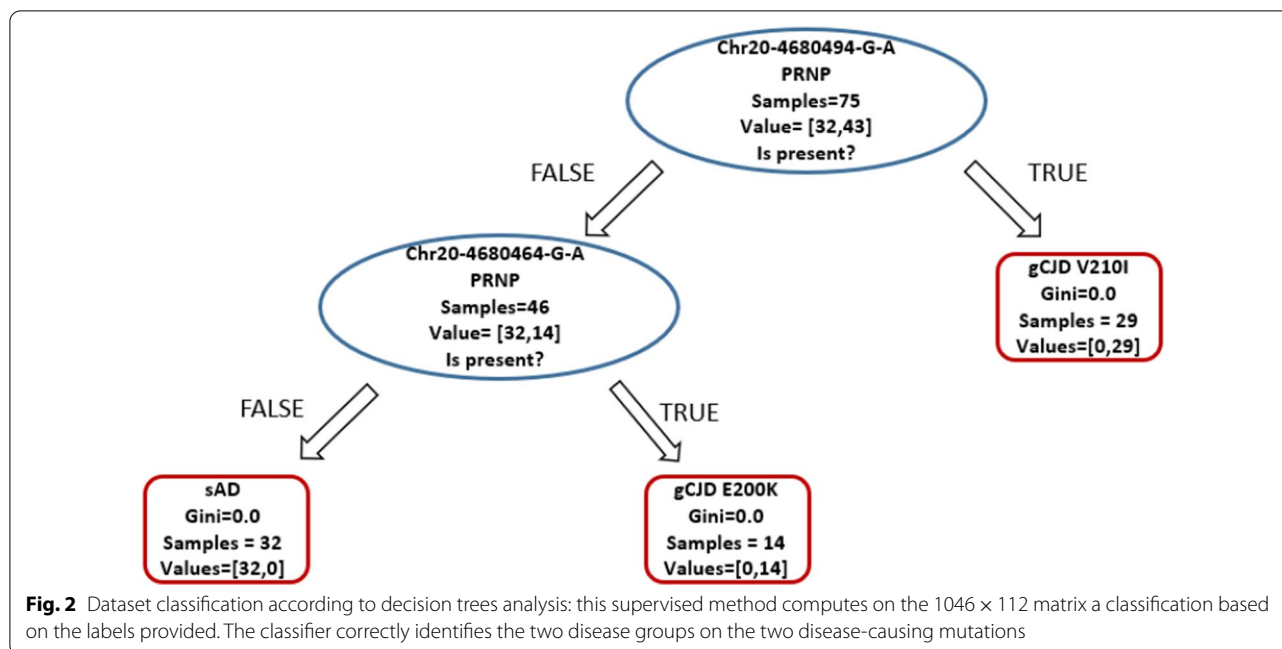 Chr20-4680494-G-A
PRNP
Samples=75
Value= [32,43]
Is present?
FALSE
TRUE
Chr20-4680464-G-A
PRNP
Samples=46
Value= [32,14]
Is present?
gCJD V210I
Gini=0.0
Samples = 29
Values=[0,29]
FALSE
TRUE
sAD
Gini=0.0
Samples = 32
Values=[32,0]
gCJD E200K
Gini=0.0
Samples = 14
Values=[0,14]
Fig. 2 Dataset classification according to decision trees analysis: this supervised method computes on the 1046 × 112 matrix a classification based
on the labels provided. The classifier correctly identifies the two disease groups on the two disease-causing mutations